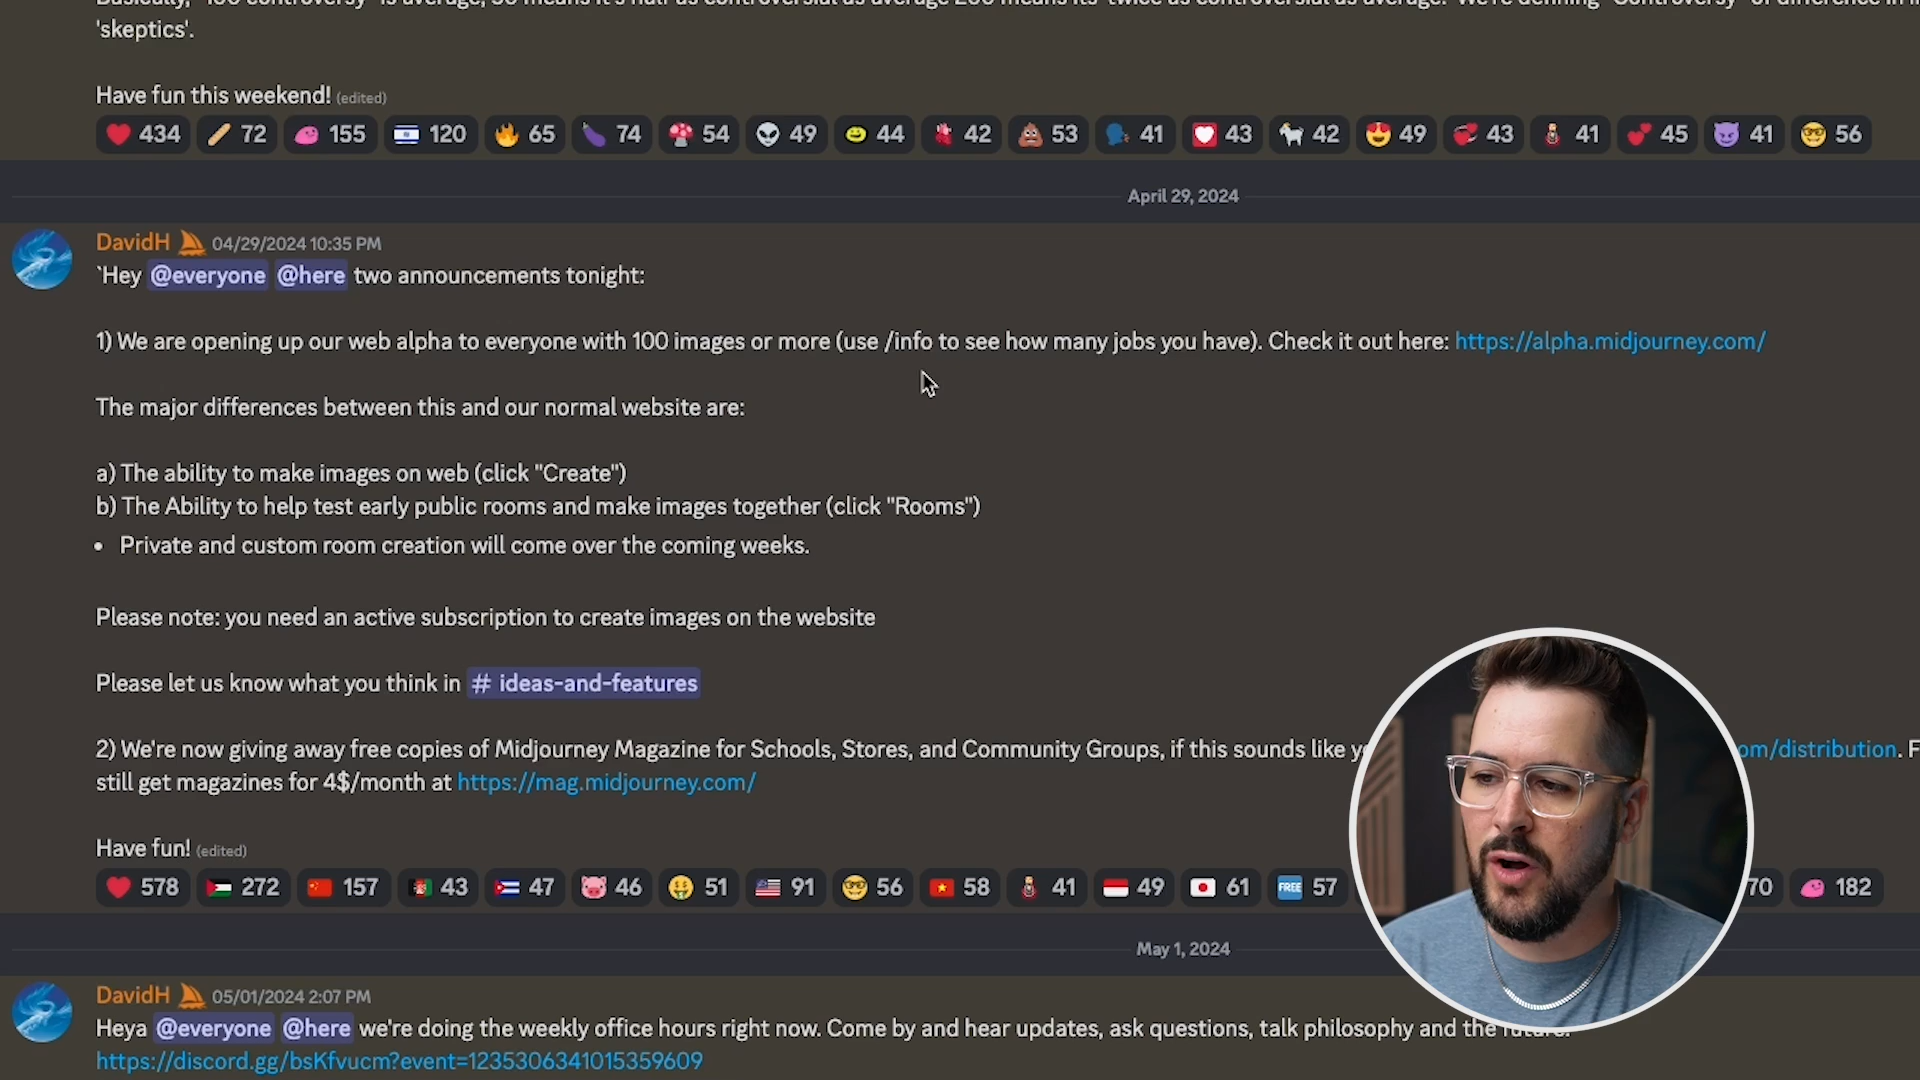 'skeptics'.
Have fun this weekend! (edited)
434 72 155 120 65 74 54 49 44 42 53 41 43 42 49 43 41 45 41 56
April 29, 2024
DavidH 04/29/2024 10:35 PM
`Hey @everyone @here two announcements tonight:
1) We are opening up our web alpha to everyone with 100 images or more (use /info to see how many jobs you have). Check it out here: https://alpha.midjourney.com/
The major differences between this and our normal website are:
a) The ability to make images on web (click "Create")
b) The Ability to help test early public rooms and make images together (click "Rooms")
• Private and custom room creation will come over the coming weeks.
Please note: you need an active subscription to create images on the website
Please let us know what you think in # ideas-and-features
2) We're now giving away free copies of Midjourney Magazine for Schools, Stores, and Community Groups, if this sounds like om/distribution.
still get magazines for 4$/month at https://mag.midjourney.com/
Have fun! (edited)
578 272 157 43 47 46 51 91 56 58 41 49 61 FREE 57 70 182
May 1, 2024
DavidH 05/01/2024 2:07 PM
Heya @everyone @here we're doing the weekly office hours right now. Come by and hear updates, ask questions, talk philosophy and the future.
https://discord.gg/bsKfvucm?event=1235306341015359609